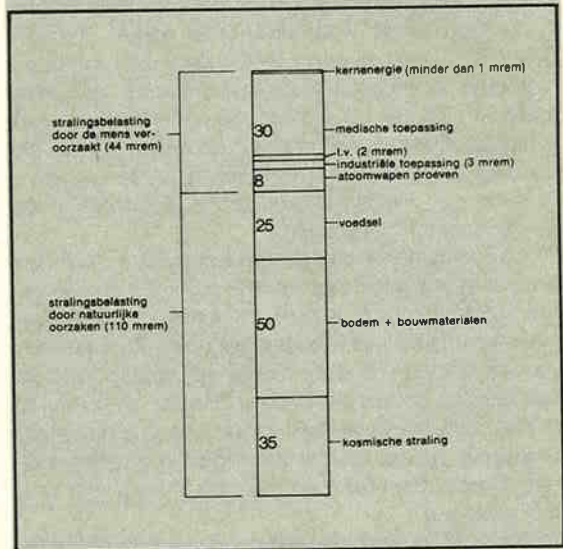 kernenergie (minder dan 1 mrem)
stralingsbelasting
door de mens ver-
oorzaakt (44 mrem)
30
medische toepassing
t.v. (2 mrem)
industriële toepassing (3 mrem)
8
atoomwapen proeven
25
voedsel
stralingsbelasting
door natuurlijke
oorzaken (110 mrem)
50
bodem + bouwmaterialen
35
kosmische straling